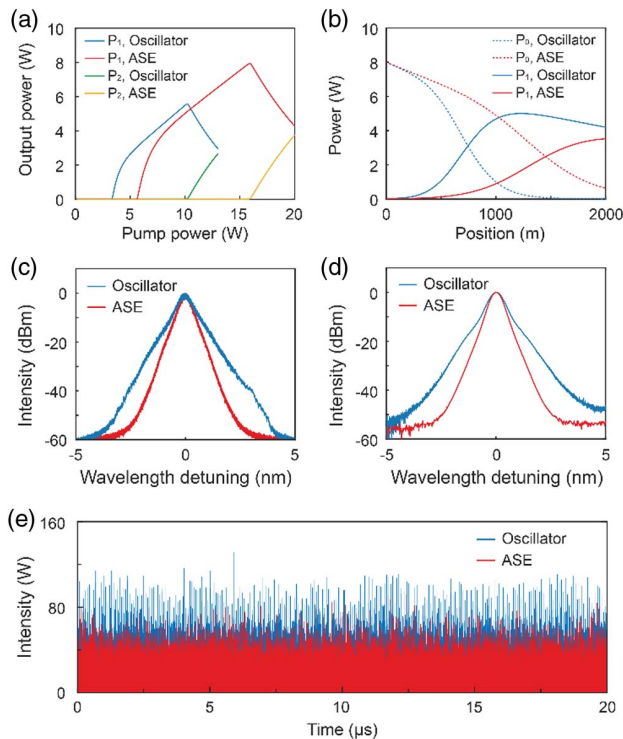 (a)
P1, Oscillator
P1, ASE
P2, Oscillator
P2, ASE
Output power (W)
10
8
6
4
2
0
0 5 10 15 20
Pump power (W)
(b)
P0, Oscillator
P0, ASE
P1, Oscillator
P1, ASE
Power (W)
10
8
6
4
2
0
0 1000 2000
Position (m)
(c)
Oscillator
ASE
Intensity (dBm)
0
-20
-40
-60
-5 0 5
Wavelength detuning (nm)
(d)
Oscillator
ASE
Intensity (dBm)
0
-20
-40
-60
-5 0 5
Wavelength detuning (nm)
(e)
Oscillator
ASE
Intensity (W)
160
80
80
0
0 5 10 15 20
Time (µs)